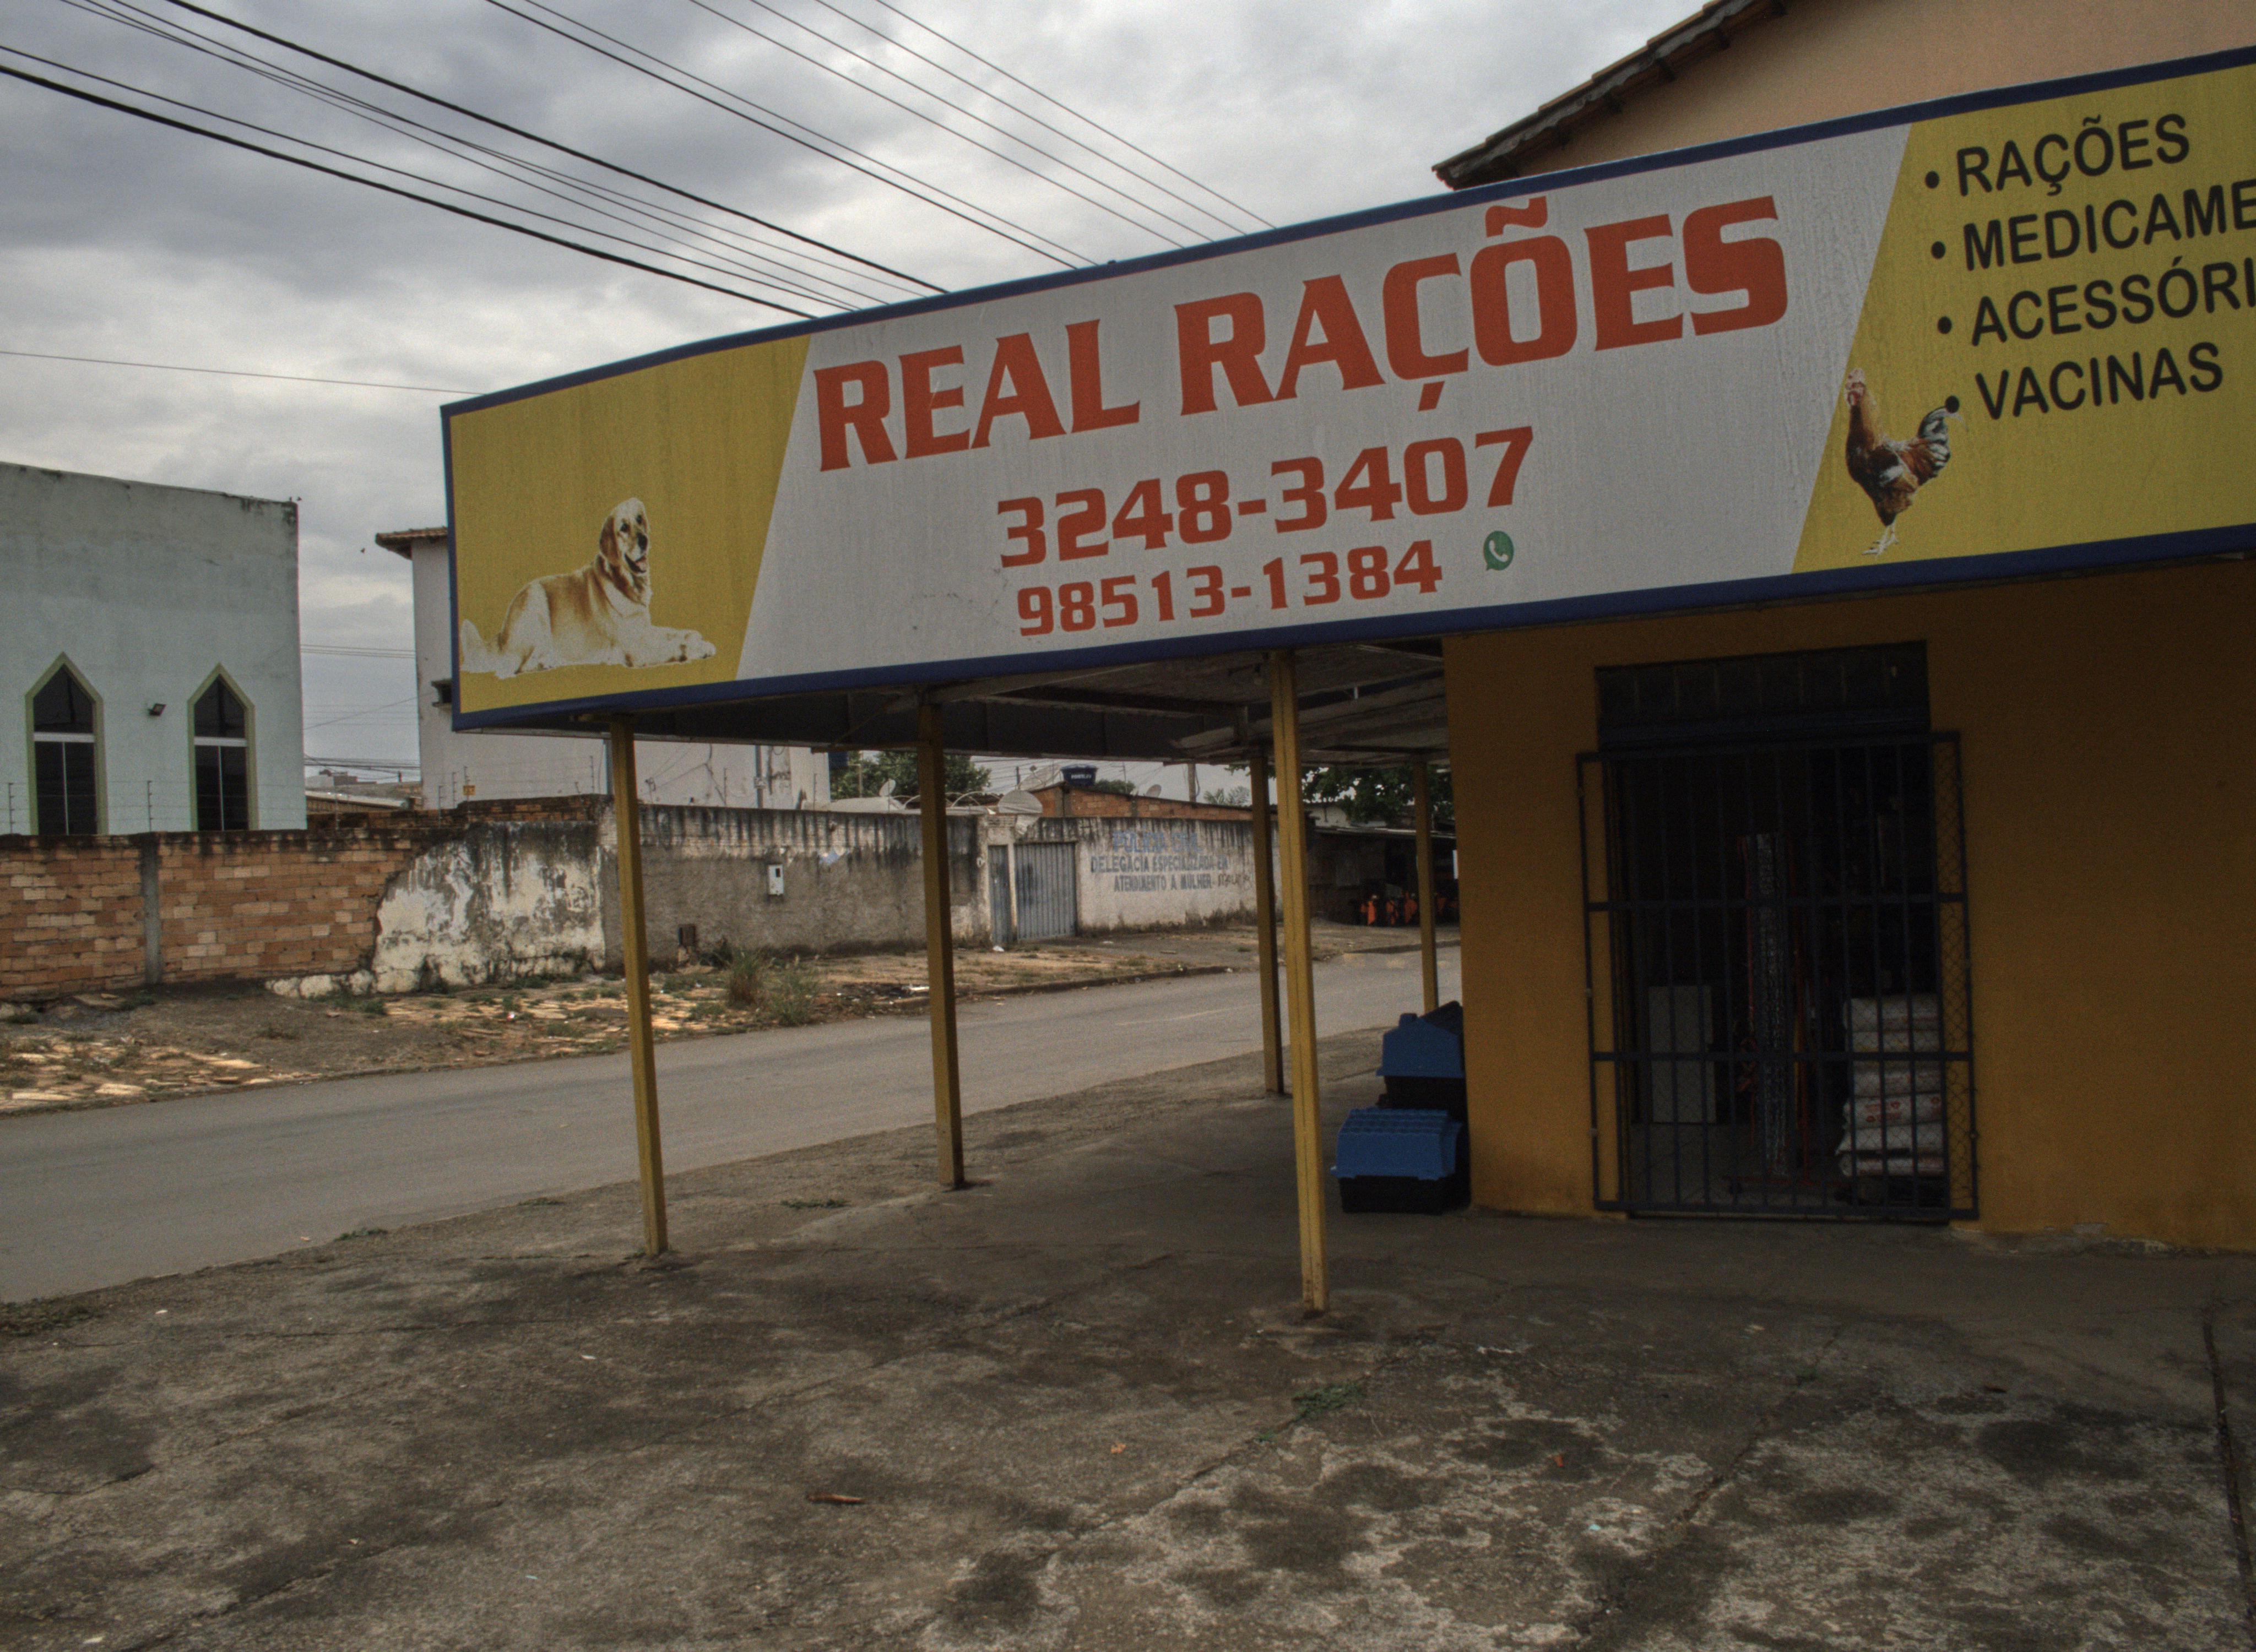 REAL RAÇÕES
3248-3407
98513-1384
• RAÇÕES
• MEDICAME
• ACESSÓRI
• VACINAS
DELEGACIA ESPECIALIZADA EM
ATENDIMENTO A MULHER